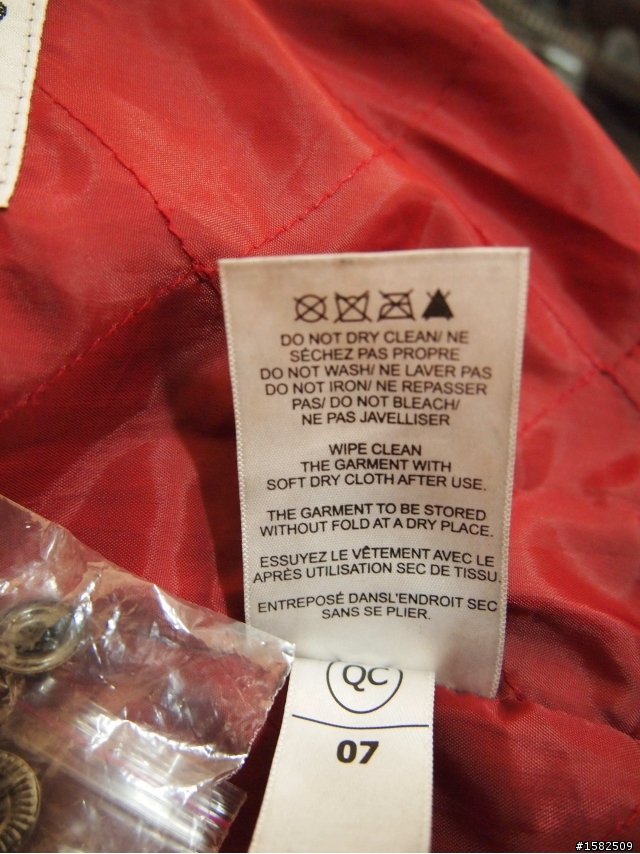 DO NOT DRY CLEAN/ NE
SÉCHEZ PAS PROPRE
DO NOT WASH/ NE LAVER PAS
DO NOT IRON/ NE REPASSER
PAS/ DO NOT BLEACH/
NE PAS JAVELLISER
WIPE CLEAN
THE GARMENT WITH
SOFT DRY CLOTH AFTER USE.
THE GARMENT TO BE STORED
WITHOUT FOLD AT A DRY PLACE.
ESSUYEZ LE VÊTEMENT AVEC LE
APRÈS UTILISATION SEC DE TISSU.
ENTREPOSÉ DANSL'ENDROIT SEC
SANS SE PLIER.
QC
07
#1582509